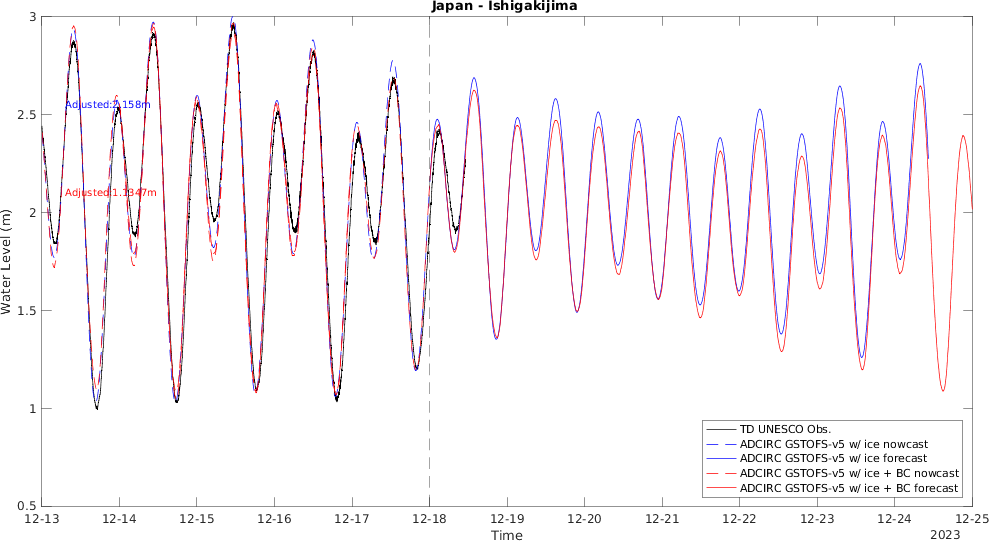 Japan - Ishigakijima
Water Level (m)
3
2.5
2
1.5
1
0.5
Adjusted:2.158m
Adjusted:1.1347m
TD UNESCO Obs.
ADCIRC GSTOFS-v5 w/ ice nowcast
ADCIRC GSTOFS-v5 w/ ice forecast
ADCIRC GSTOFS-v5 w/ ice + BC nowcast
ADCIRC GSTOFS-v5 w/ ice + BC forecast
12-13 12-14 12-15 12-16 12-17 12-18 12-19 12-20 12-21 12-22 12-23 12-24 12-25
Time
2023